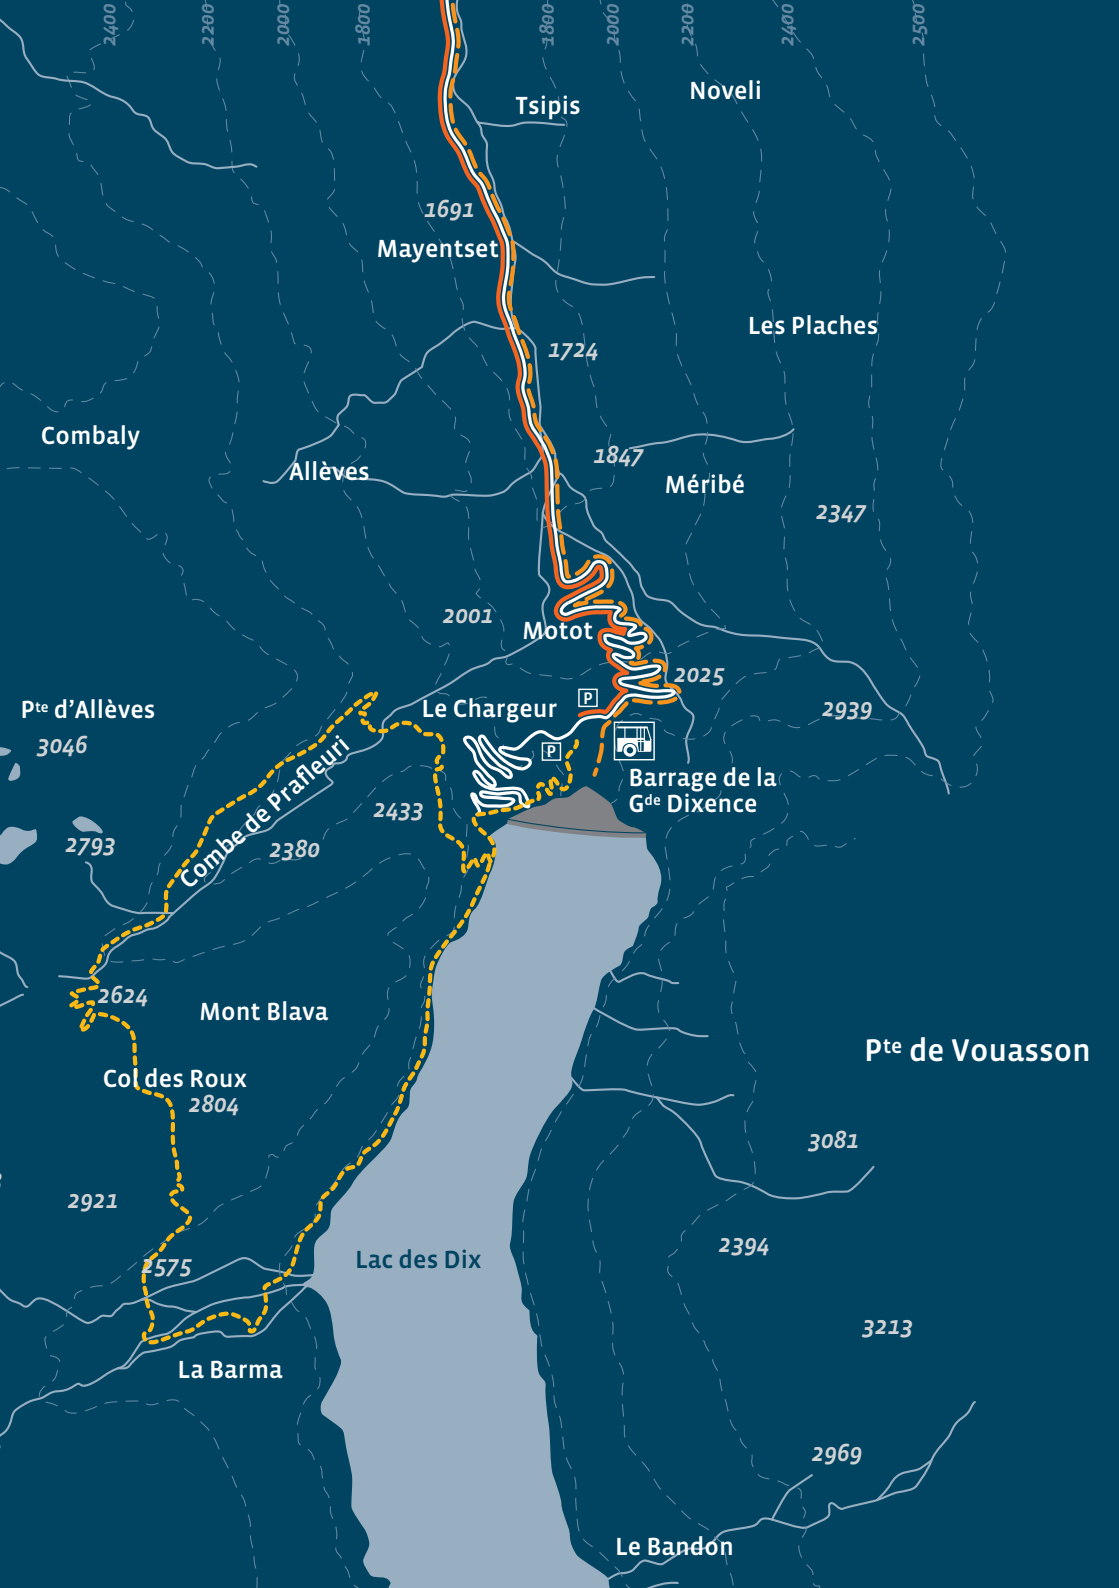 2400
2200
2000
1800
1800
2000
2200
2400
2500
Noveli
Tsipis
1691
Mayentset
Les Plaches
1724
Combaly
1847
Allèves
Méribé
2347
2001
Motot
2025
Pte d'Allèves
Le Chargeur
P
2939
3046
P
Barrage de la
Gde Dixence
Combe de Prafleuri
2433
2793
2380
2624
Mont Blava
Pte de Vouasson
Col des Roux
2804
3081
2921
2394
Lac des Dix
2575
3213
La Barma
2969
Le Bandon